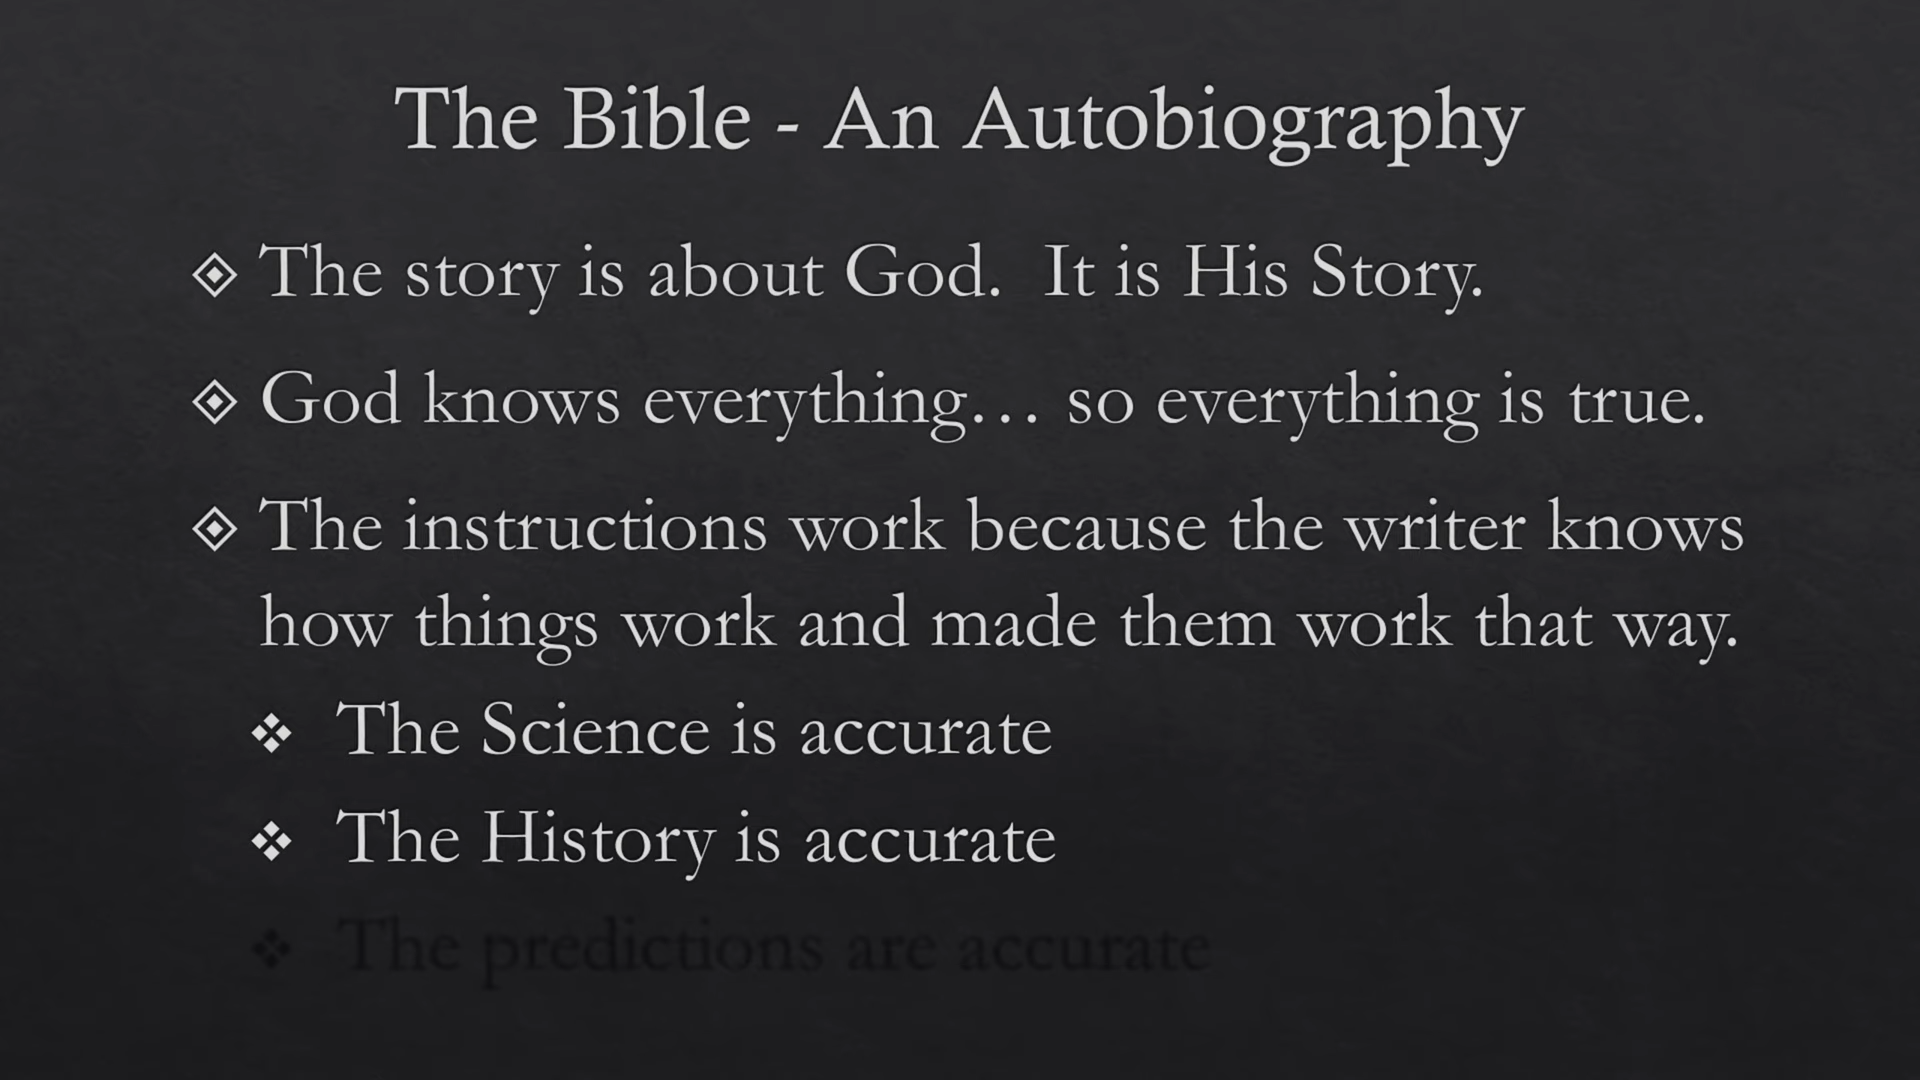 The Bible - An Autobiography
The story is about God.  It is His Story.
God knows everything… so everything is true.
The instructions work because the writer knows
how things work and made them work that way.
The Science is accurate
The History is accurate
The predictions are accurate